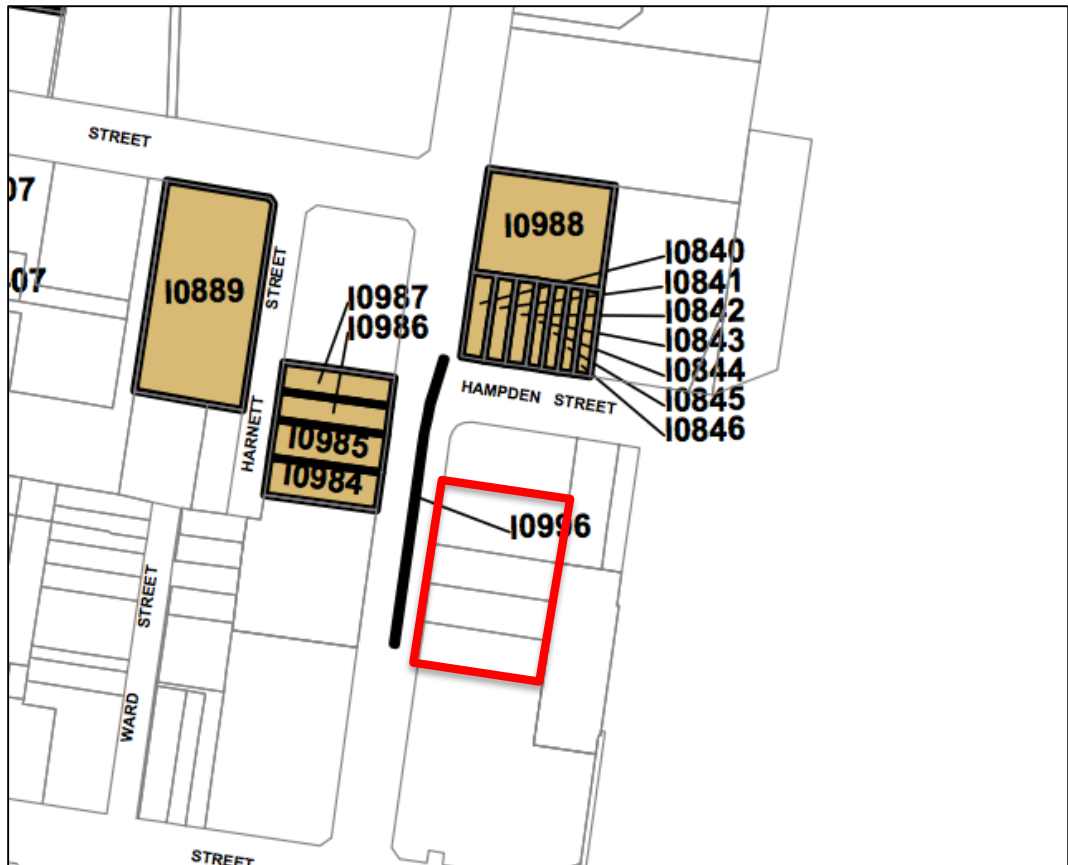 STREET
07
I0988
I0840
I0841
I0842
I0843
I0844
I0845
I0846
I0889
STREET
07
I0987
I0986
HAMPDEN STREET
HARNETT
I0985
I0984
I0996
STREET
WARD
STREET